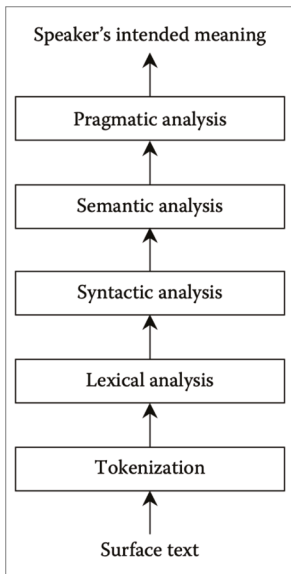 Speaker’s intended meaning
Pragmatic analysis
Semantic analysis
Syntactic analysis
Lexical analysis
Tokenization
Surface text